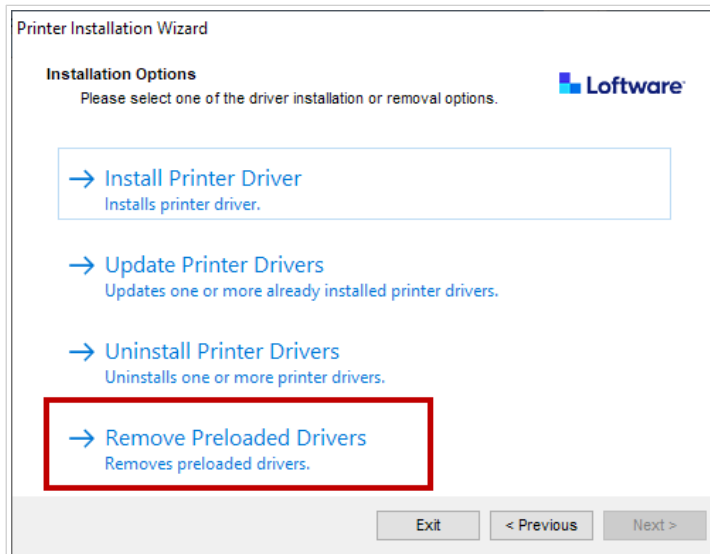 Printer Installation Wizard
Installation Options
Please select one of the driver installation or removal options.
Loftware
Install Printer Driver
Installs printer driver.
Update Printer Drivers
Updates one or more already installed printer drivers.
Uninstall Printer Drivers
Uninstalls one or more printer drivers.
Remove Preloaded Drivers
Removes preloaded drivers.
Exit
< Previous
Next >